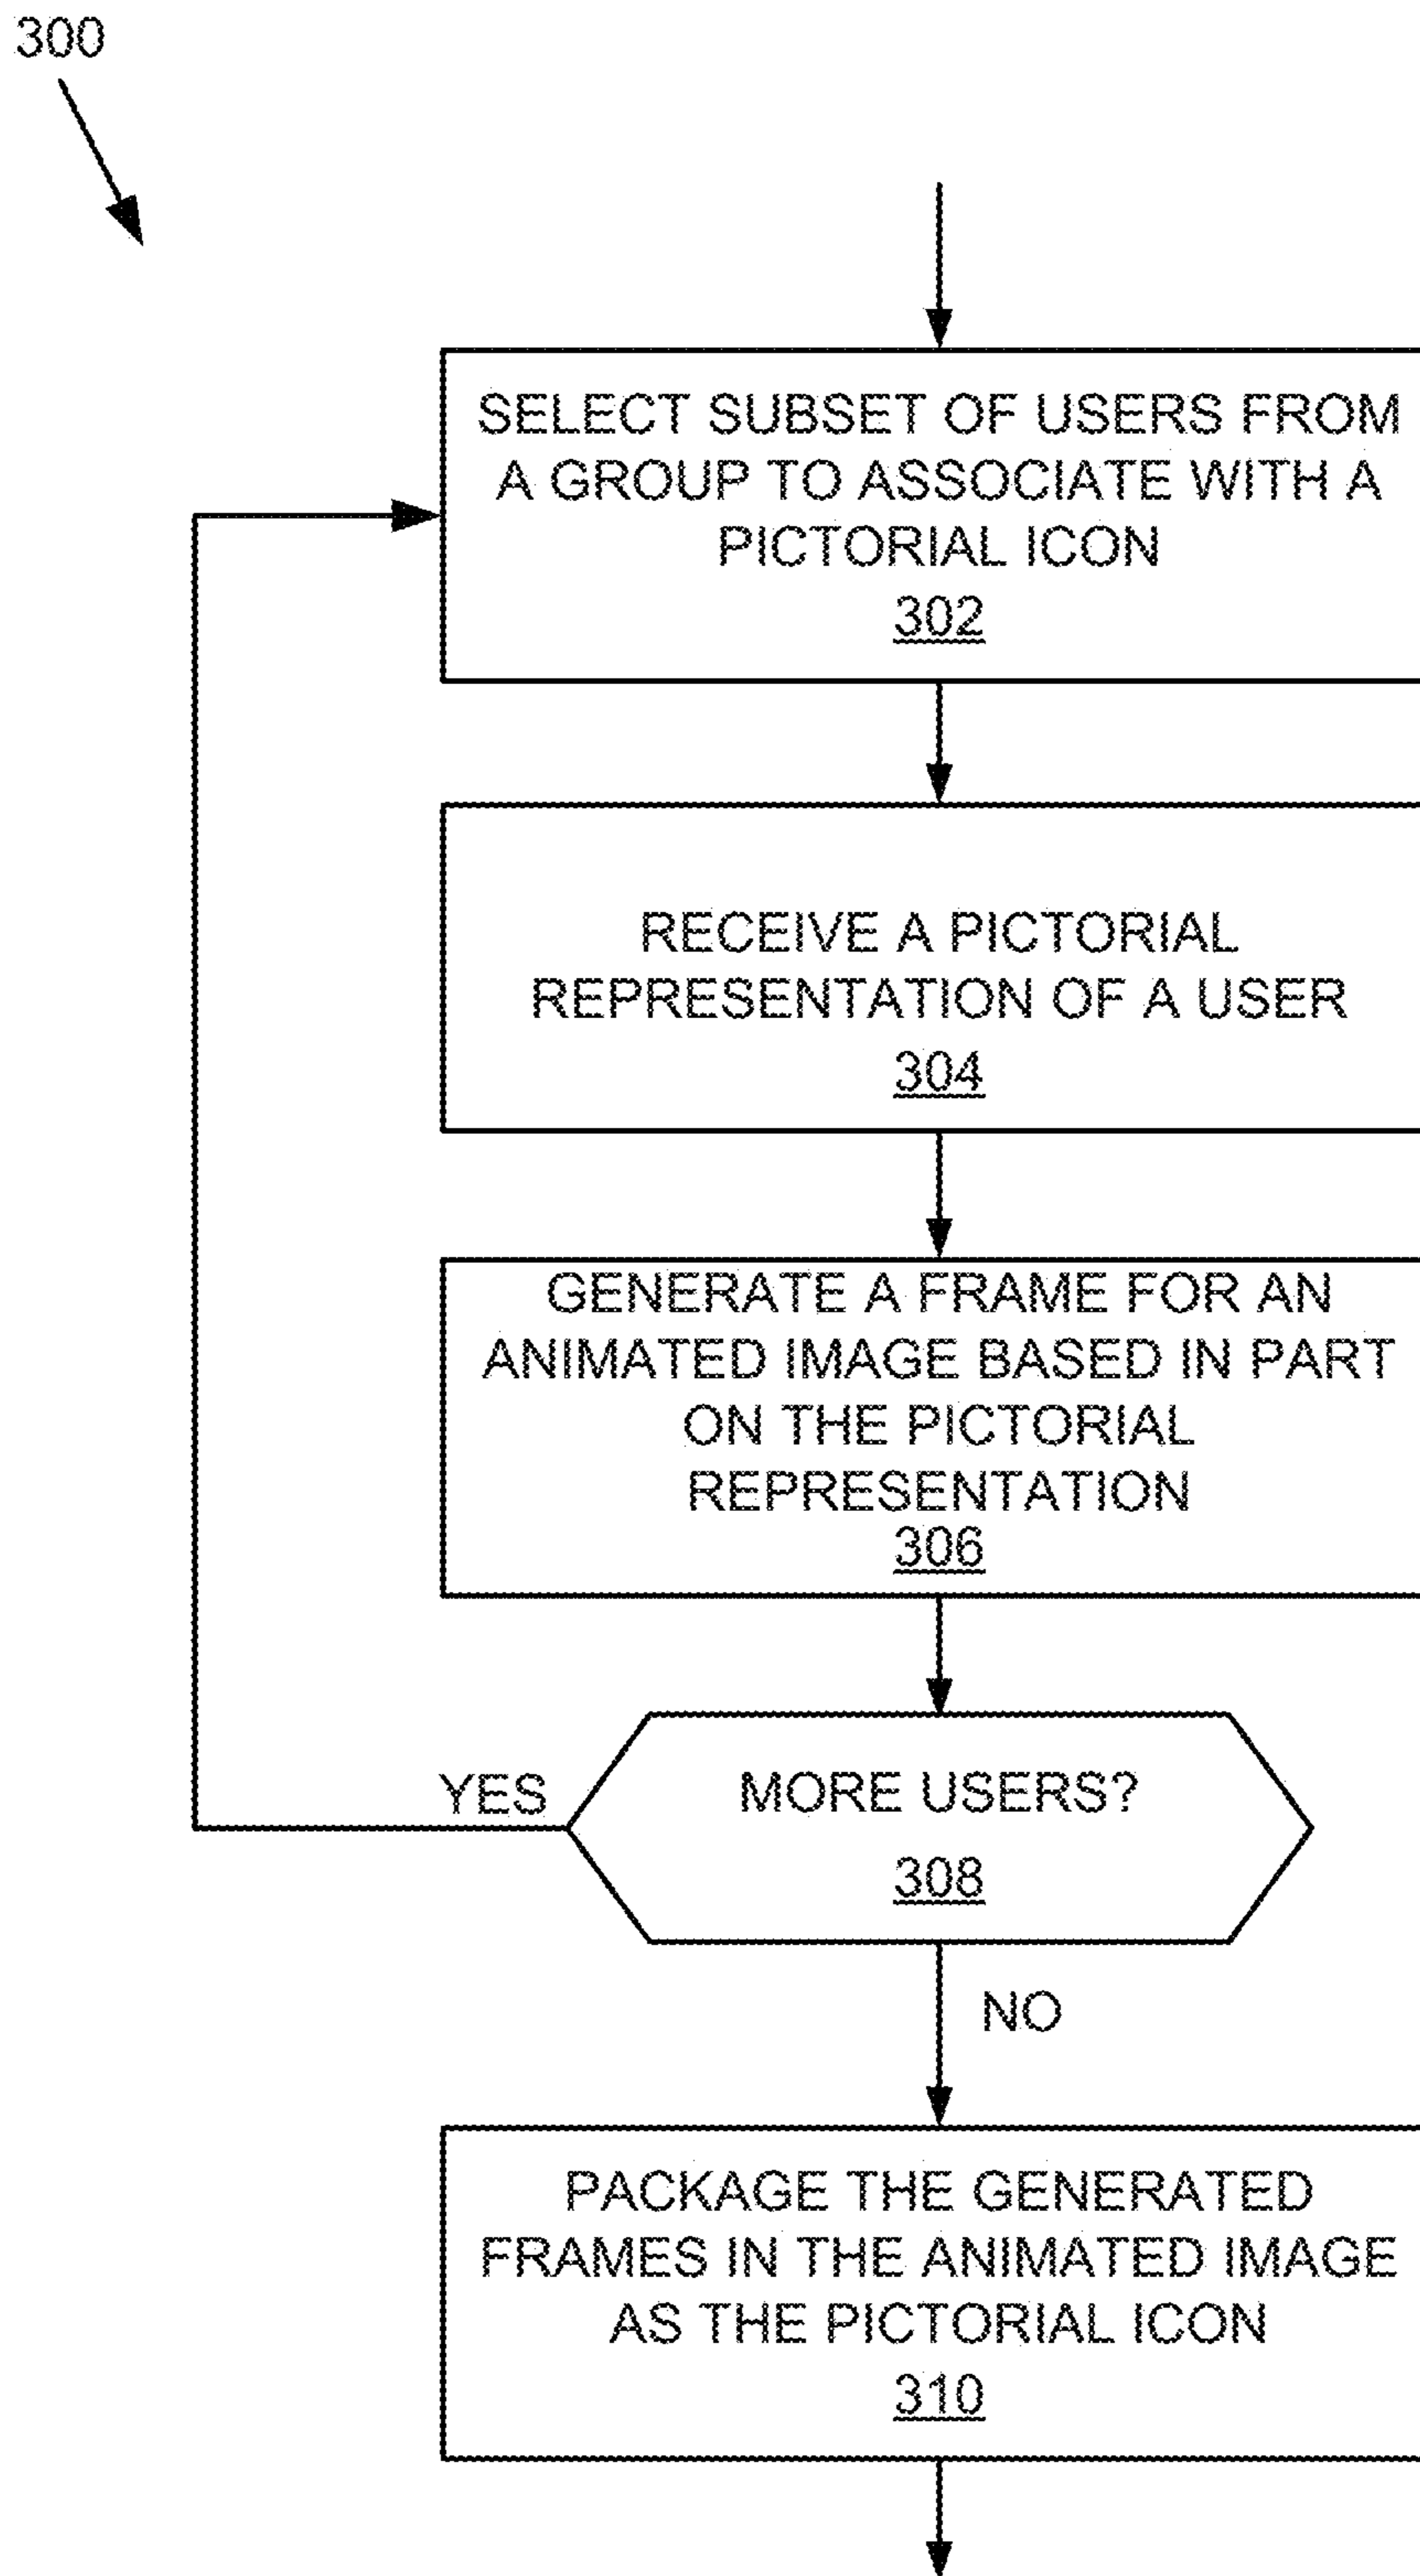 300
SELECT SUBSET OF USERS FROM
A GROUP TO ASSOCIATE WITH A
PICTORIAL ICON
302
RECEIVE A PICTORIAL
REPRESENTATION OF A USER
304
GENERATE A FRAME FOR AN
ANIMATED IMAGE BASED IN PART
ON THE PICTORIAL
REPRESENTATION
306
YES
MORE USERS?
308
NO
PACKAGE THE GENERATED
FRAMES IN THE ANIMATED IMAGE
AS THE PICTORIAL ICON
310